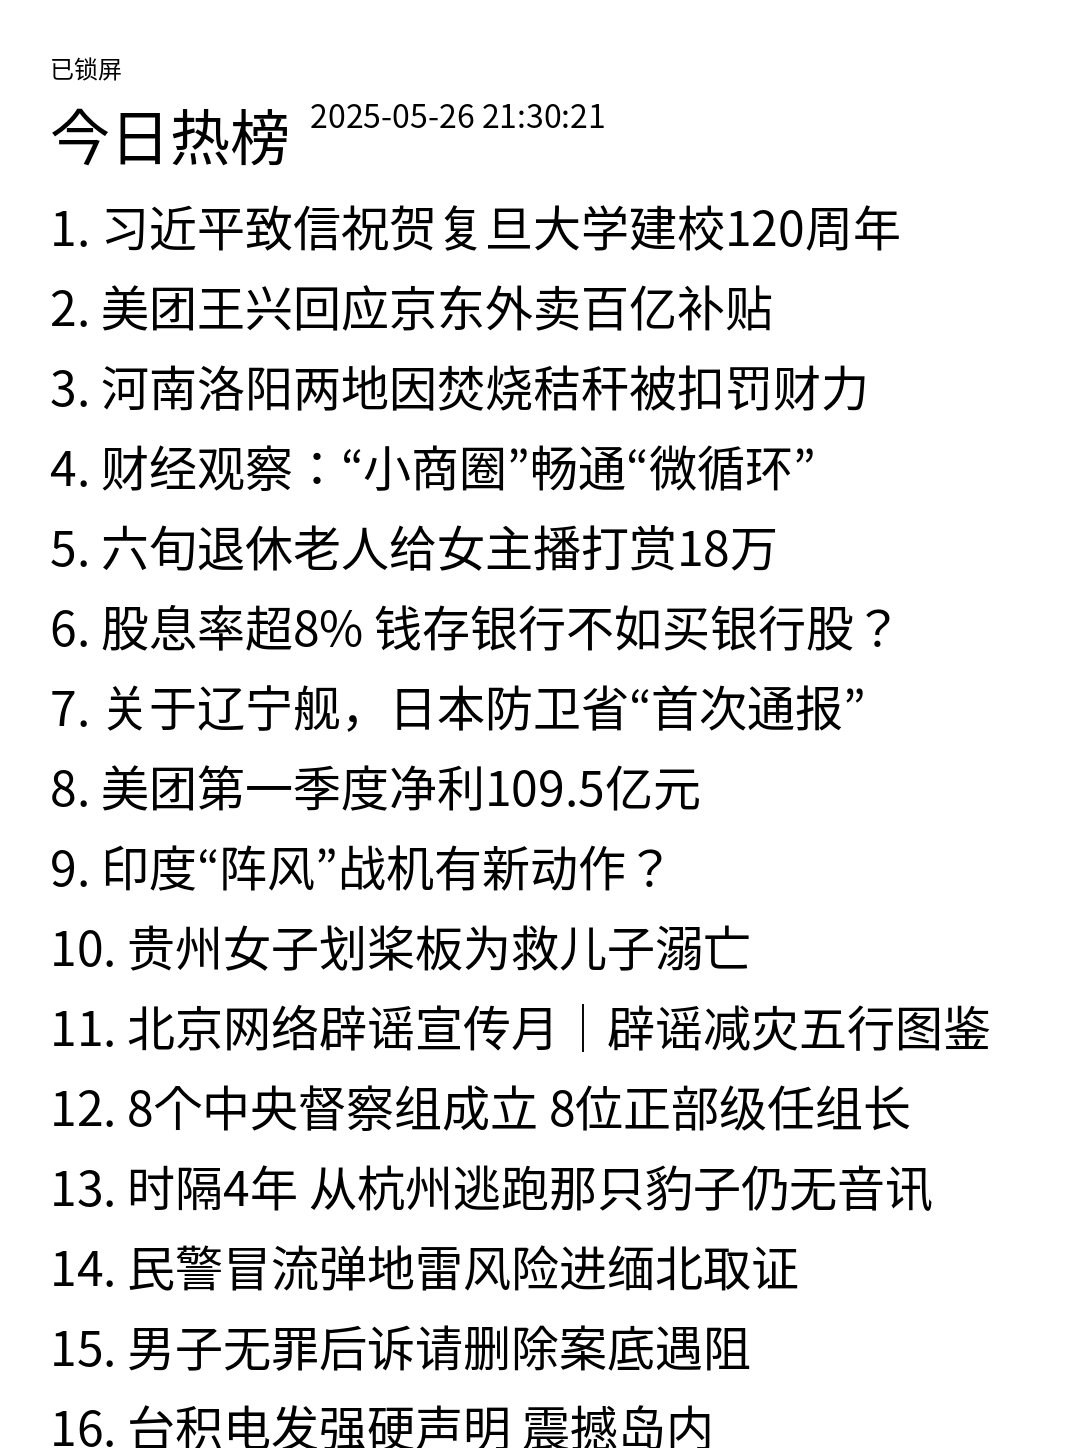 已锁屏
今日热榜 2025-05-26 21:30:21
1. 习近平致信祝贺复旦大学建校120周年
2. 美团王兴回应京东外卖百亿补贴
3. 河南洛阳两地因焚烧秸秆被扣罚财力
4. 财经观察：“小商圈”畅通“微循环”
5. 六旬退休老人给女主播打赏18万
6. 股息率超8% 钱存银行不如买银行股？
7. 关于辽宁舰，日本防卫省“首次通报”
8. 美团第一季度净利109.5亿元
9. 印度“阵风”战机有新动作？
10. 贵州女子划桨板为救儿子溺亡
11. 北京网络辟谣宣传月｜辟谣减灾五行图鉴
12. 8个中央督察组成立 8位正部级任组长
13. 时隔4年 从杭州逃跑那只豹子仍无音讯
14. 民警冒流弹地雷风险进缅北取证
15. 男子无罪后诉请删除案底遇阻
16. 台积电发强硬声明 震撼岛内